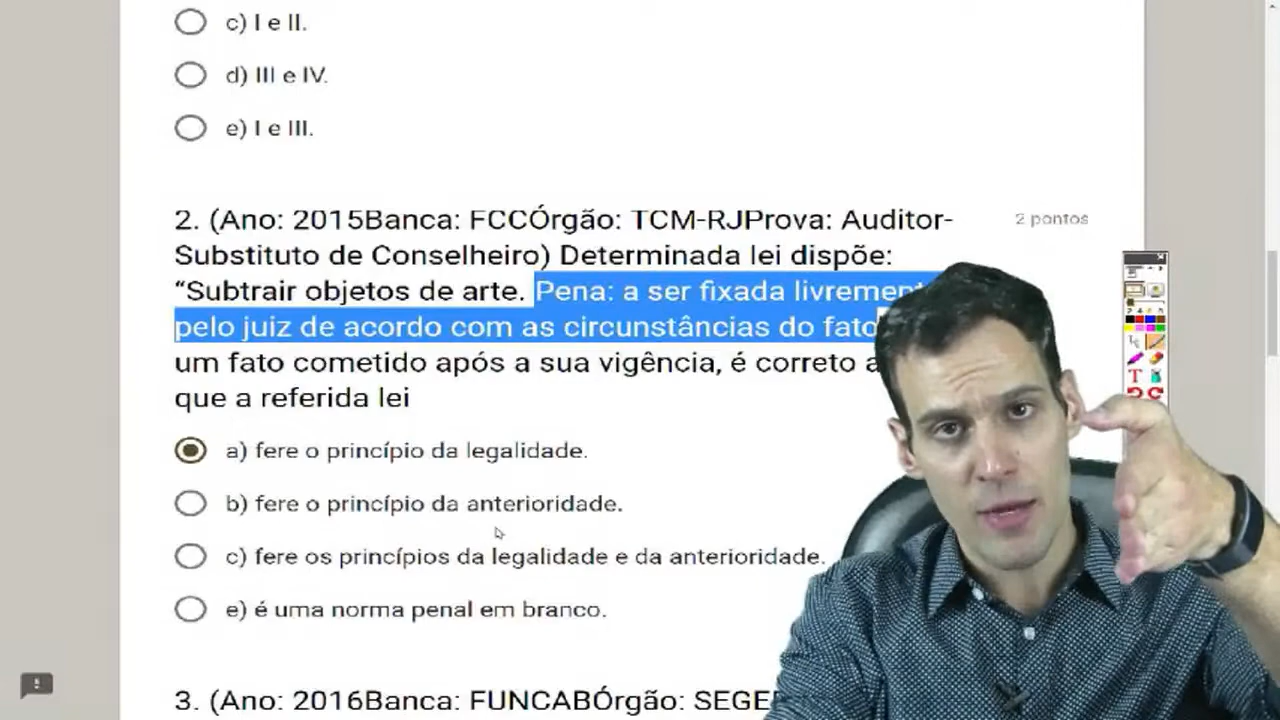 c) I e II.
d) III e IV.
e) I e III.
2. (Ano: 2015Banca: FCCÓrgão: TCM-RJProva: Auditor-
2 pontos
Substituto de Conselheiro) Determinada lei dispõe:
“Subtrair objetos de arte. Pena: a ser fixada
pelo juiz de acordo com as circunstâncias do fato
um fato cometido após a sua vigência, é correto
que a referida lei
a) fere o princípio da legalidade.
b) fere o princípio da anterioridade.
c) fere os princípios da legalidade e da anterioridade.
e) é uma norma penal em branco.
3. (Ano: 2016Banca: FUNCABÓrgão: